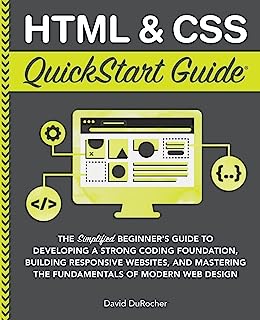 HTML & CSS
QuickStart Guide®
</>
{..}
THE Simplified BEGINNER'S GUIDE TO
DEVELOPING A STRONG CODING FOUNDATION,
BUILDING RESPONSIVE WEBSITES, AND MASTERING
THE FUNDAMENTALS OF MODERN WEB DESIGN
David DuRocher